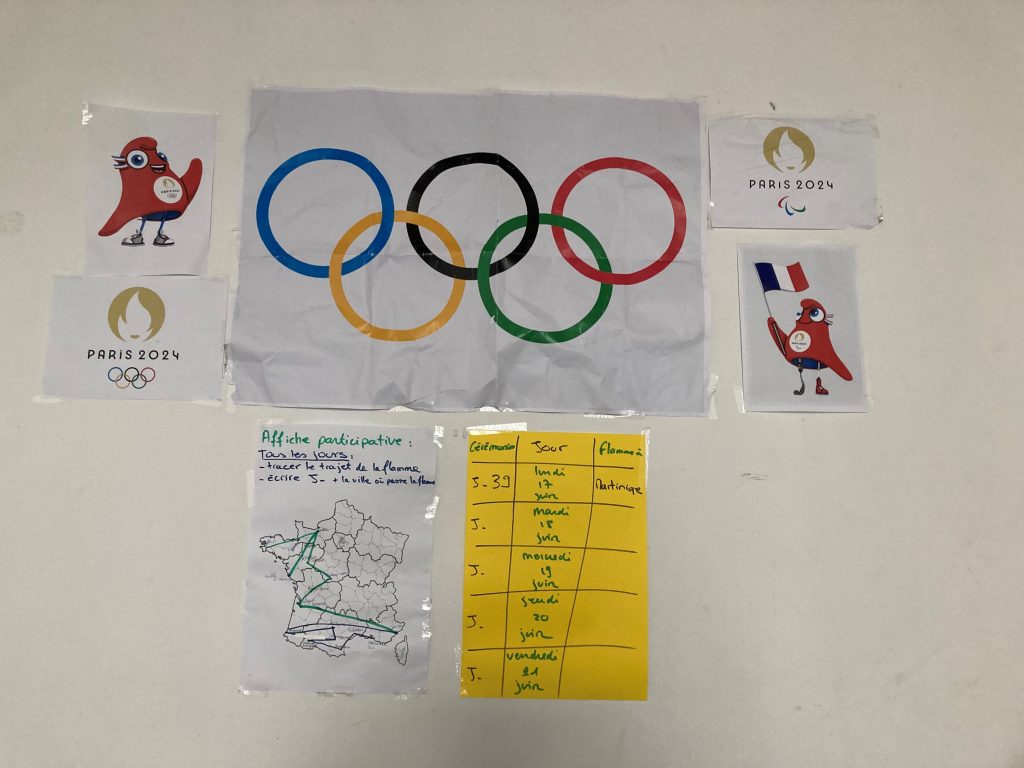 PARIS 2024
PARIS 2024
Affiche participative :
Tous les jours :
- tracer le trajet de la flamme
- écrire J- + la ville où passe la flamme
Cérémonie Jour flamme à
J-39 lundi 17 juin Martinique
J- mardi 18 juin
J- mercredi 19 juin
J- jeudi 20 juin
J- vendredi 21 juin